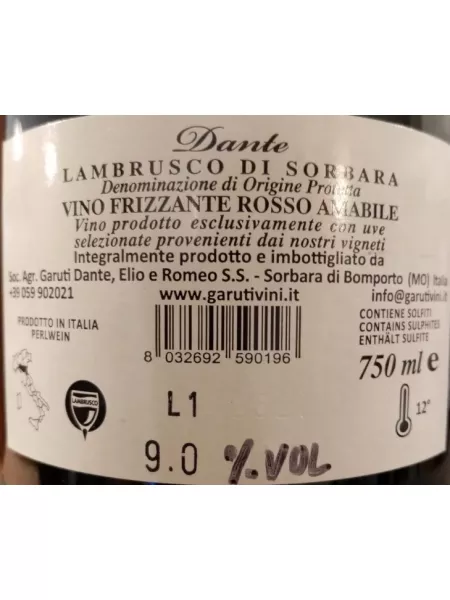 Dante
LAMBRUSCO DI SORBARA
Denominazione di Origine Protetta
VINO FRIZZANTE ROSSO AMABILE
Vino prodotto esclusivamente con uve
selezionate provenienti dai nostri vigneti
Integralmente prodotto e imbottigliato da
Soc. Agr. Garuti Dante, Elio e Romeo S.S. - Sorbara di Bomporto (MO) Italia
+39 059 902021
www.garutivini.it
info@garutivini.it
PRODOTTO IN ITALIA
PERLWEIN
8 032692 590196
CONTIENE SOLFITI
CONTAINS SULPHITES
ENTHÄLT SULFITE
750 ml e
LAMBRUSCO
L1
12°
9.0 %.VOL